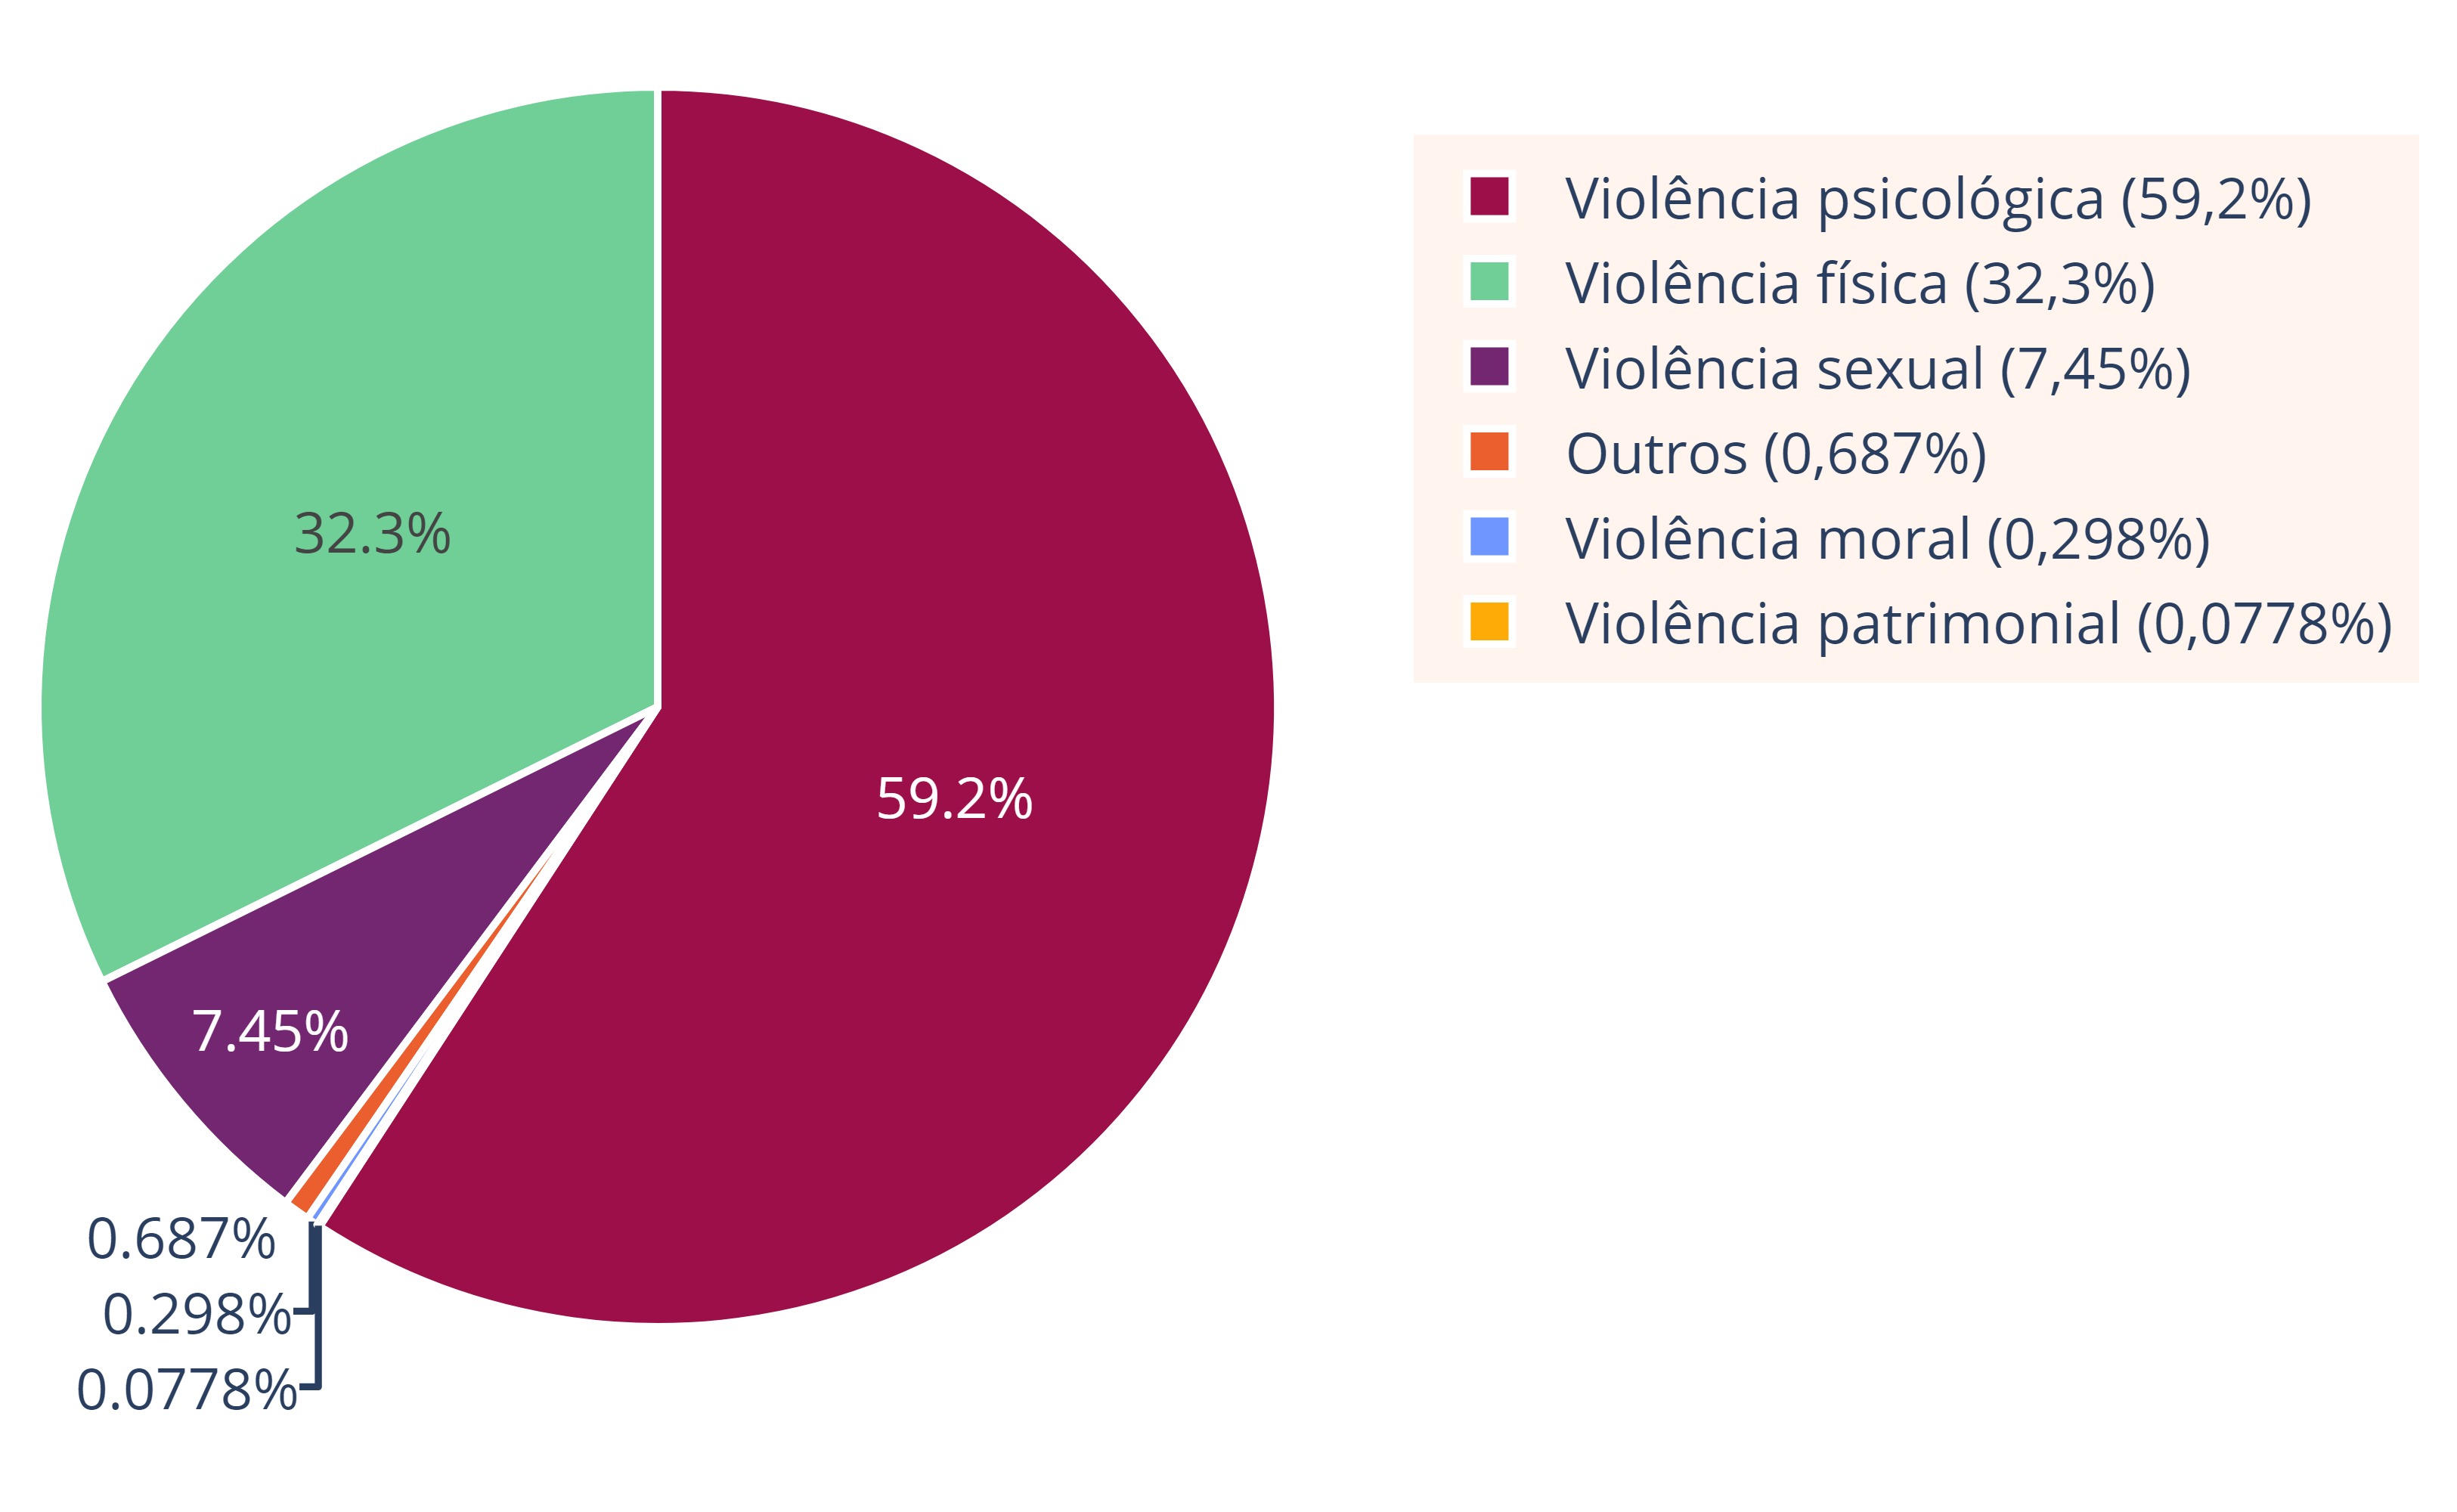 Violência psicológica (59,2%)
Violência física (32,3%)
Violência sexual (7,45%)
Outros (0,687%)
Violência moral (0,298%)
Violência patrimonial (0,0778%)
32.3%
59.2%
7.45%
0.687%
0.298%
0.0778%